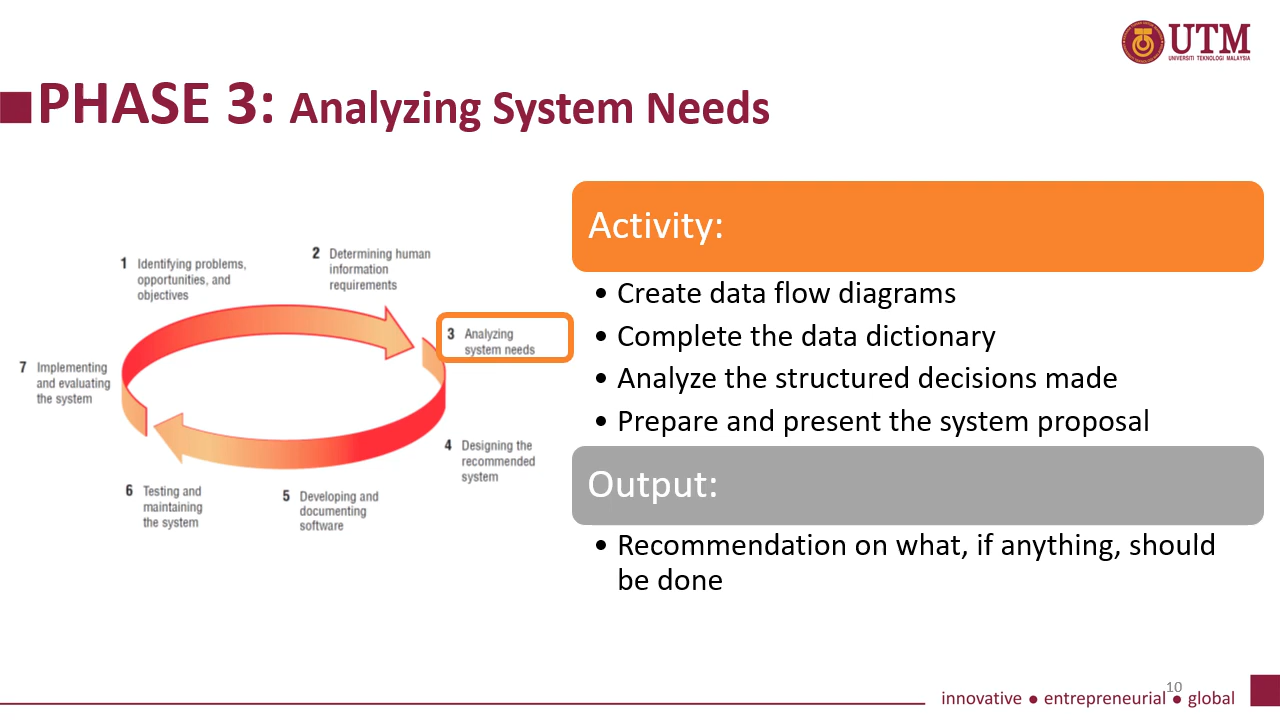 UTM
UNIVERSITI TEKNOLOGI MALAYSIA
PHASE 3: Analyzing System Needs
1 Identifying problems,
opportunities, and
objectives
2 Determining human
information
requirements
3 Analyzing
system needs
4 Designing the
recommended
system
5 Developing and
documenting
software
6 Testing and
maintaining
the system
7 Implementing
and evaluating
the system
Activity:
• Create data flow diagrams
• Complete the data dictionary
• Analyze the structured decisions made
• Prepare and present the system proposal
Output:
• Recommendation on what, if anything, should
be done
10
innovative ● entrepreneurial ● global